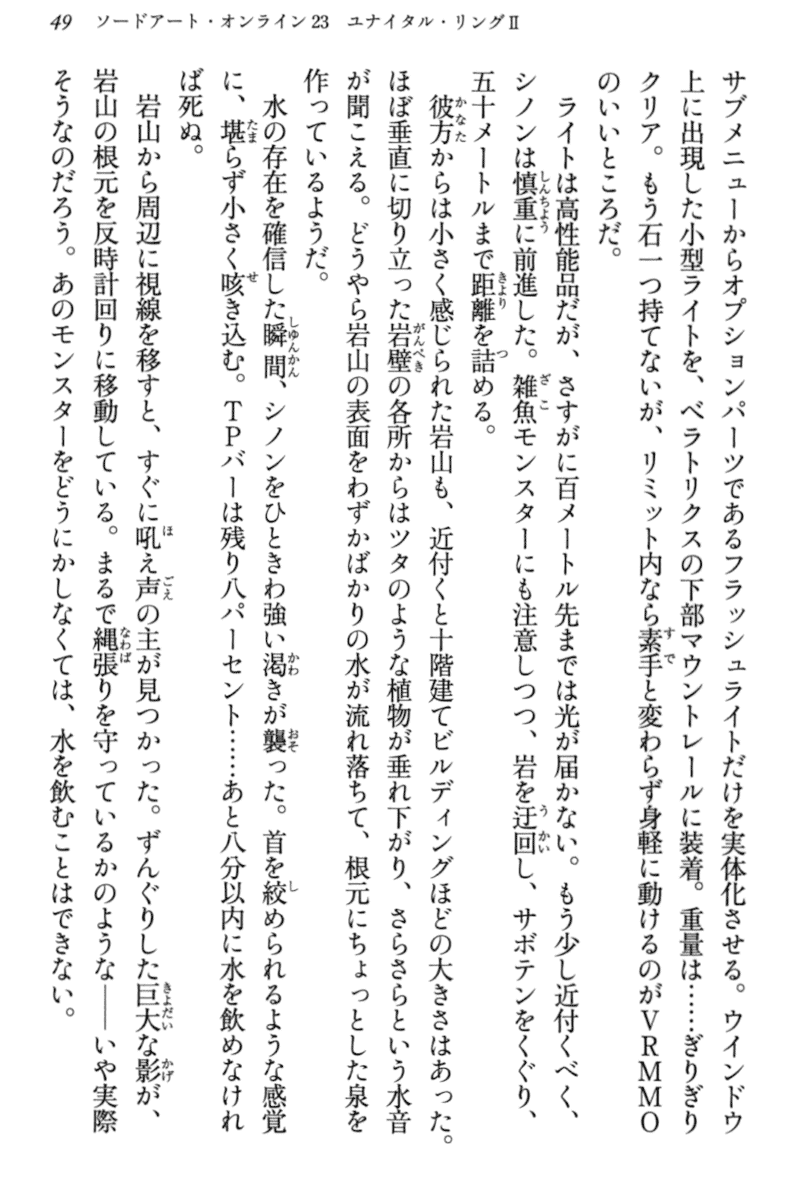 49　ソードアート・オンライン23　ユナイタル・リングⅡ
サブメニューからオプションパーツであるフラッシュライトだけを実体化させる。ウインドウ
上に出現した小型ライトを、ベラトリクスの下部マウントレールに装着。重量は……ぎりぎり
クリア。もう石一つ持てないが、リミット内なら素手と変わらず身軽に動けるのがＶＲＭＭＯ
のいいところだ。
　ライトは高性能品だが、さすがに百メートル先までは光が届かない。もう少し近付くべく、
シノンは慎重に前進した。雑魚モンスターにも注意しつつ、岩を迂回し、サボテンをくぐり、
五十メートルまで距離を詰める。
　彼方からは小さく感じられた岩山も、近付くと十階建てビルディングほどの大きさはあった。
ほぼ垂直に切り立った岩壁の各所からはツタのような植物が垂れ下がり、さらさらという水音
が聞こえる。どうやら岩山の表面をわずかばかりの水が流れ落ちて、根元にちょっとした泉を
作っているようだ。
　水の存在を確信した瞬間、シノンをひときわ強い渇きが襲った。首を絞められるような感覚
に、堪らず小さく咳き込む。ＴＰバーは残り八パーセント……あと八分以内に水を飲めなけれ
ば死ぬ。
　岩山から周辺に視線を移すと、すぐに吼え声の主が見つかった。ずんぐりした巨大な影が、
岩山の根元を反時計回りに移動している。まるで縄張りを守っているかのような――いや実際
そうなのだろう。あのモンスターをどうにかしなくては、水を飲むことはできない。